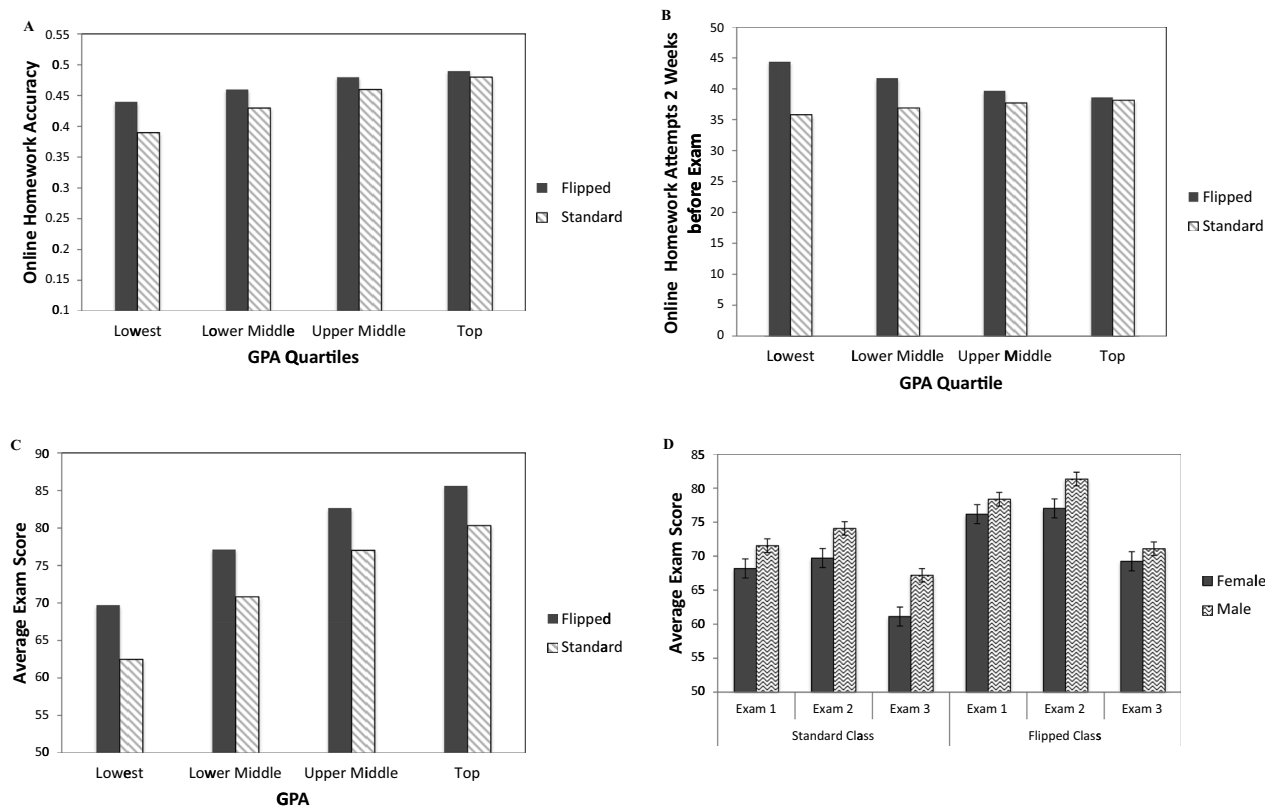 A
Online Homework Accuracy
0.55
0.5
0.45
0.4
0.35
0.3
0.25
0.2
0.15
0.1
Lowest Lower Middle Upper Middle Top
GPA Quartiles
Flipped
Standard
B
Online Homework Attempts 2 Weeks
before Exam
50
45
40
35
30
25
20
15
10
5
0
Lowest Lower Middle Upper Middle Top
GPA Quartile
Flipped
Standard
C
Average Exam Score
90
85
80
75
70
65
60
55
50
Lowest Lower Middle Upper Middle Top
GPA
Flipped
Standard
D
Average Exam Score
85
80
75
70
65
60
55
50
Exam 1 Exam 2 Exam 3 Exam 1 Exam 2 Exam 3
Standard Class Flipped Class
Female
Male